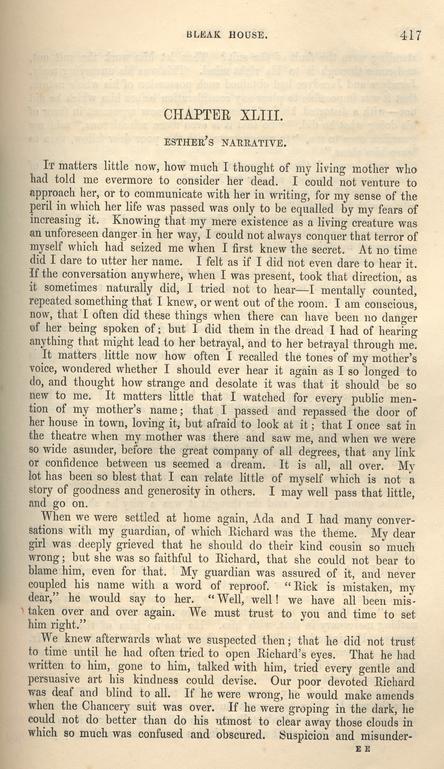 BLEAK HOUSE. 417
CHAPTER XLIII.
ESTHER'S NARRATIVE.
It matters little now, how much I thought of my living mother who
had told me evermore to consider her dead. I could not venture to
approach her, or to communicate with her in writing, for my sense of the
peril in which her life was passed was only to be equalled by my fears of
increasing it. Knowing that my mere existence as a living creature was
an unforeseen danger in her way, I could not always conquer that terror of
myself which had seized me when I first knew the secret. At no time
did I dare to utter her name. I felt as if I did not even dare to hear it.
If the conversation anywhere, when I was present, took that direction, as
it sometimes naturally did, I tried not to hear—I mentally counted,
repeated something that I knew, or went out of the room. I am conscious,
now, that I often did these things when there can have been no danger
of her being spoken of; but I did them in the dread I had of hearing
anything that might lead to her betrayal, and to her betrayal through me.
It matters little now how often I recalled the tones of my mother's
voice, wondered whether I should ever hear it again as I so longed to
do, and thought how strange and desolate it was that it should be so
new to me. It matters little that I watched for every public men-
tion of my mother's name; that I passed and repassed the door of
her house in town, loving it, but afraid to look at it; that I once sat in
the theatre when my mother was there and saw me, and when we were
so wide asunder, before the great company of all degrees, that any link
or confidence between us seemed a dream. It is all, all over. My
lot has been so blest that I can relate little of myself which is not a
story of goodness and generosity in others. I may well pass that little,
and go on.
When we were settled at home again, Ada and I had many conver-
sations with my guardian, of which Richard was the theme. My dear
girl was deeply grieved that he should do their kind cousin so much
wrong; but she was so faithful to Richard, that she could not bear to
blame him, even for that. My guardian was assured of it, and never
coupled his name with a word of reproof. "Rick is mistaken, my
dear," he would say to her. "Well, well! we have all been mis-
taken over and over again. We must trust to you and time to set
him right."
We knew afterwards what we suspected then; that he did not trust
to time until he had often tried to open Richard's eyes. That he had
written to him, gone to him, talked with him, tried every gentle and
persuasive art his kindness could devise. Our poor devoted Richard
was deaf and blind to all. If he were wrong, he would make amends
when the Chancery suit was over. If he were groping in the dark, he
could not do better than do his utmost to clear away those clouds in
which so much was confused and obscured. Suspicion and misunder-
E E